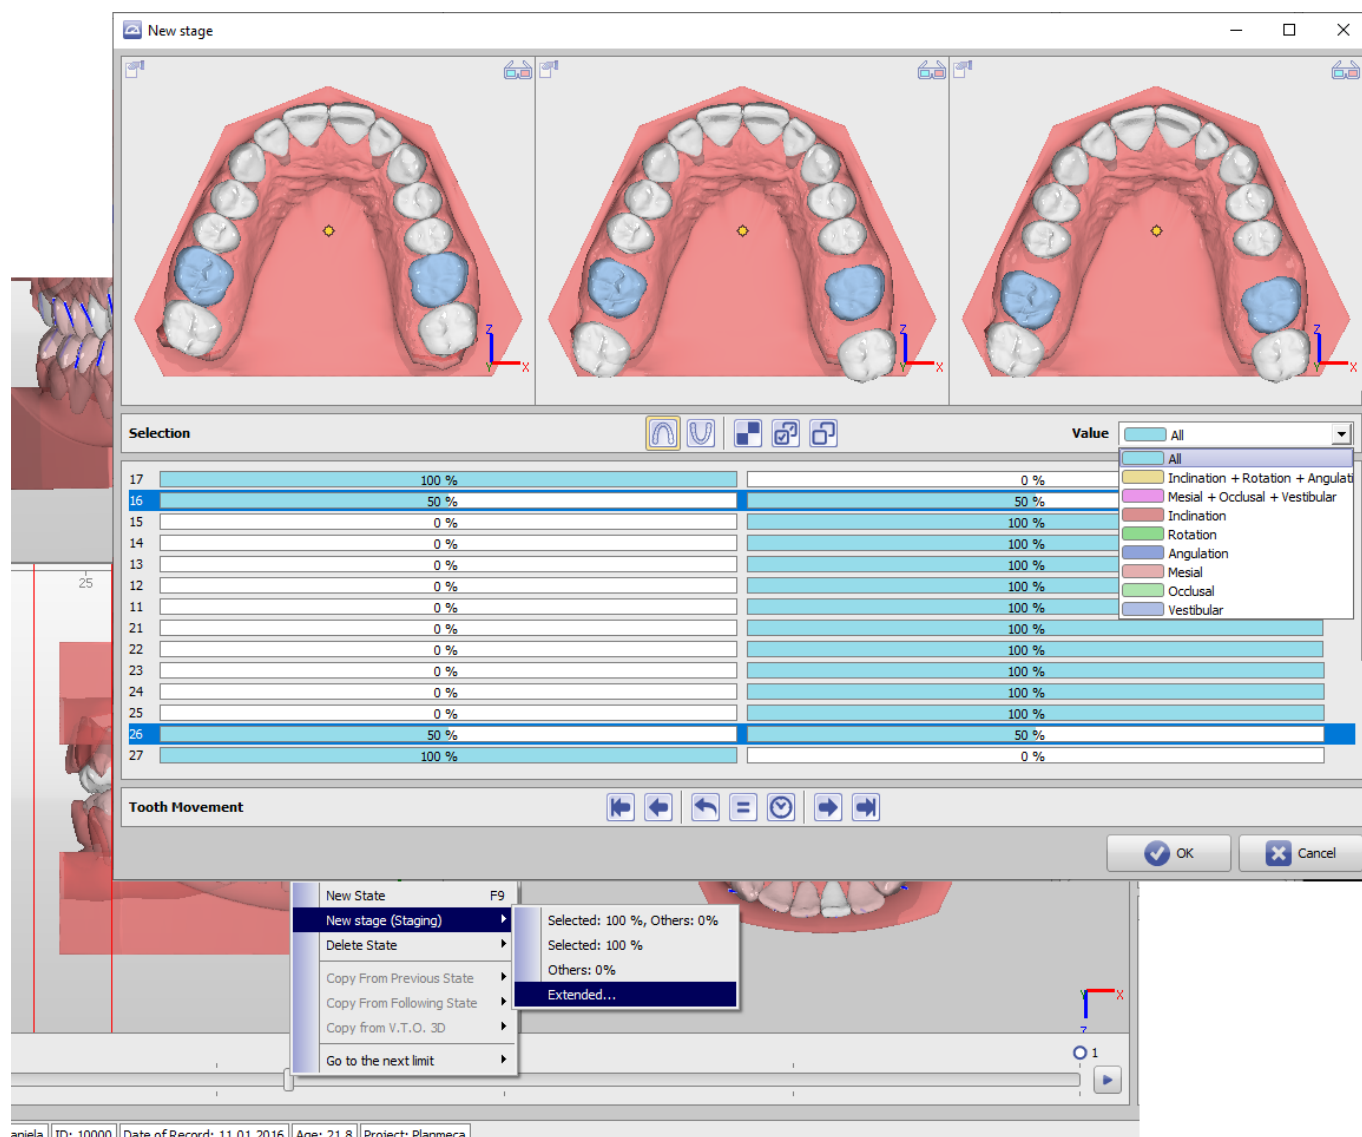 New stage
Z
X
Y
Z
X
Y
Z
X
Y
Selection
Value
All
All
Inclination + Rotation + Angulati
Mesial + Occlusal + Vestibular
Inclination
Rotation
Angulation
Mesial
Occlusal
Vestibular
17 100 % 0 %
16 50 % 50 %
15 0 % 100 %
14 0 % 100 %
13 0 % 100 %
12 0 % 100 %
11 0 % 100 %
21 0 % 100 %
22 0 % 100 %
23 0 % 100 %
24 0 % 100 %
25 0 % 100 %
26 50 % 50 %
27 100 % 0 %
25
Tooth Movement
OK
Cancel
New State F9
New stage (Staging)
Delete State
Copy From Previous State
Copy From Following State
Copy from V.T.O. 3D
Go to the next limit
Selected: 100 %, Others: 0%
Selected: 100 %
Others: 0%
Extended...
Y
X
Z
1
aniela ID: 10000 Date of Record: 11.01.2016 Age: 21.8 Project: Planmeca